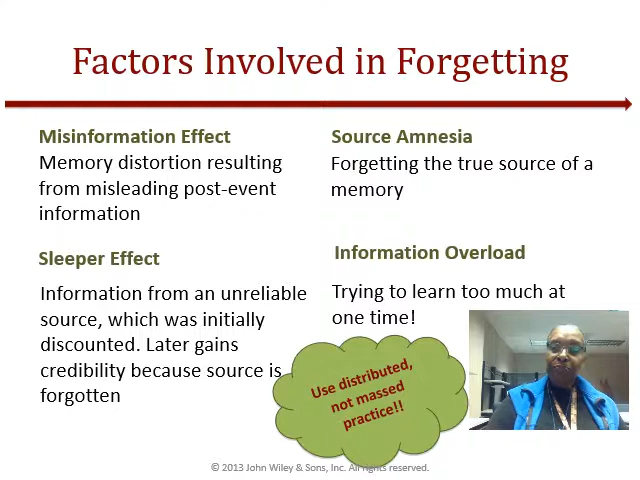 Factors Involved in Forgetting
Misinformation Effect
Memory distortion resulting
from misleading post-event
information
Source Amnesia
Forgetting the true source of a
memory
Sleeper Effect
Information from an unreliable
source, which was initially
discounted. Later gains
credibility because source is
forgotten
Information Overload
Trying to learn too much at
one time!
Use distributed,
not massed
practice!!
© 2013 John Wiley & Sons, Inc. All rights reserved.